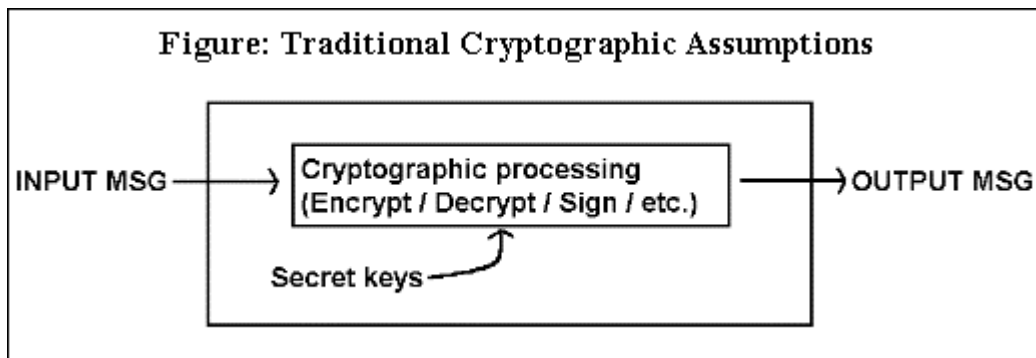 Figure: Traditional Cryptographic Assumptions
INPUT MSG
Cryptographic processing
(Encrypt / Decrypt / Sign / etc.)
OUTPUT MSG
Secret keys